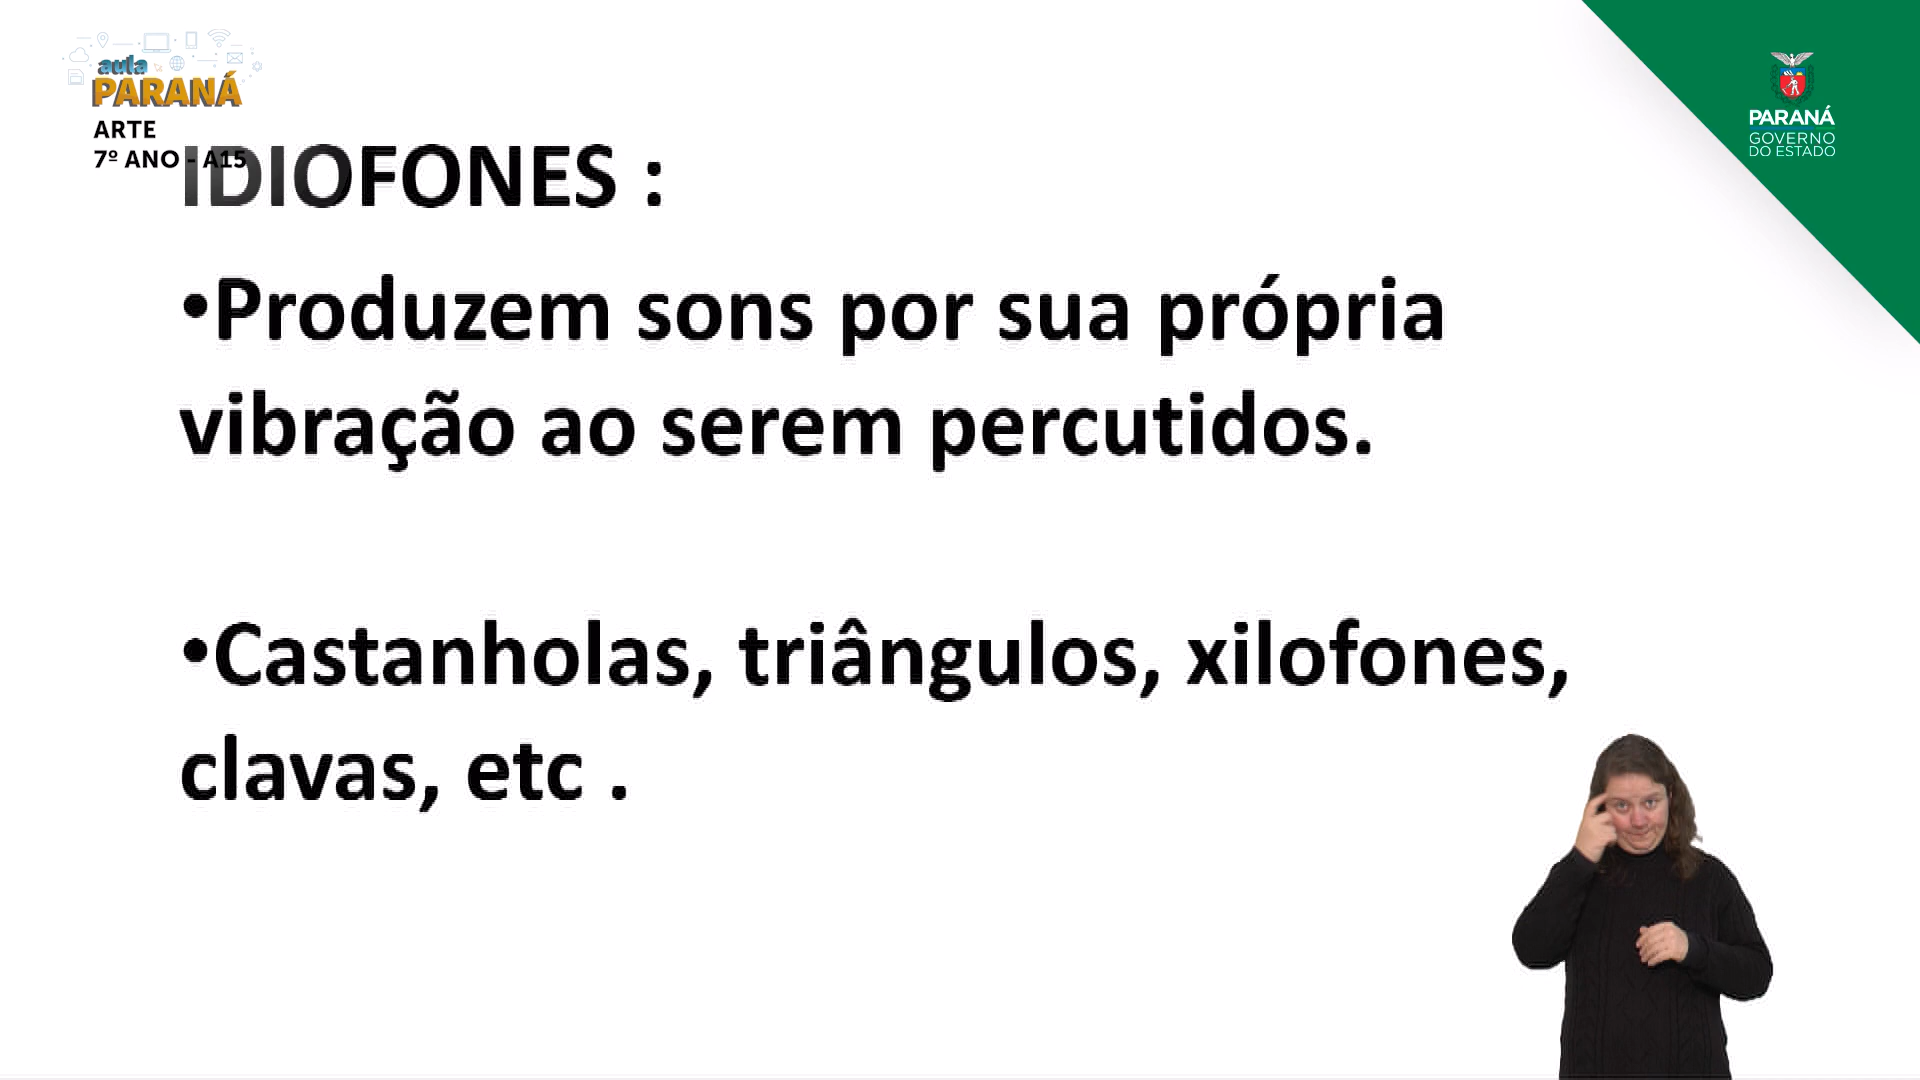 aula
PARANÁ
ARTE
7º ANO - A15
IDIOFONES :
•Produzem sons por sua própria
vibração ao serem percutidos.
•Castanholas, triângulos, xilofones,
clavas, etc .
PARANÁ
GOVERNO
DO ESTADO